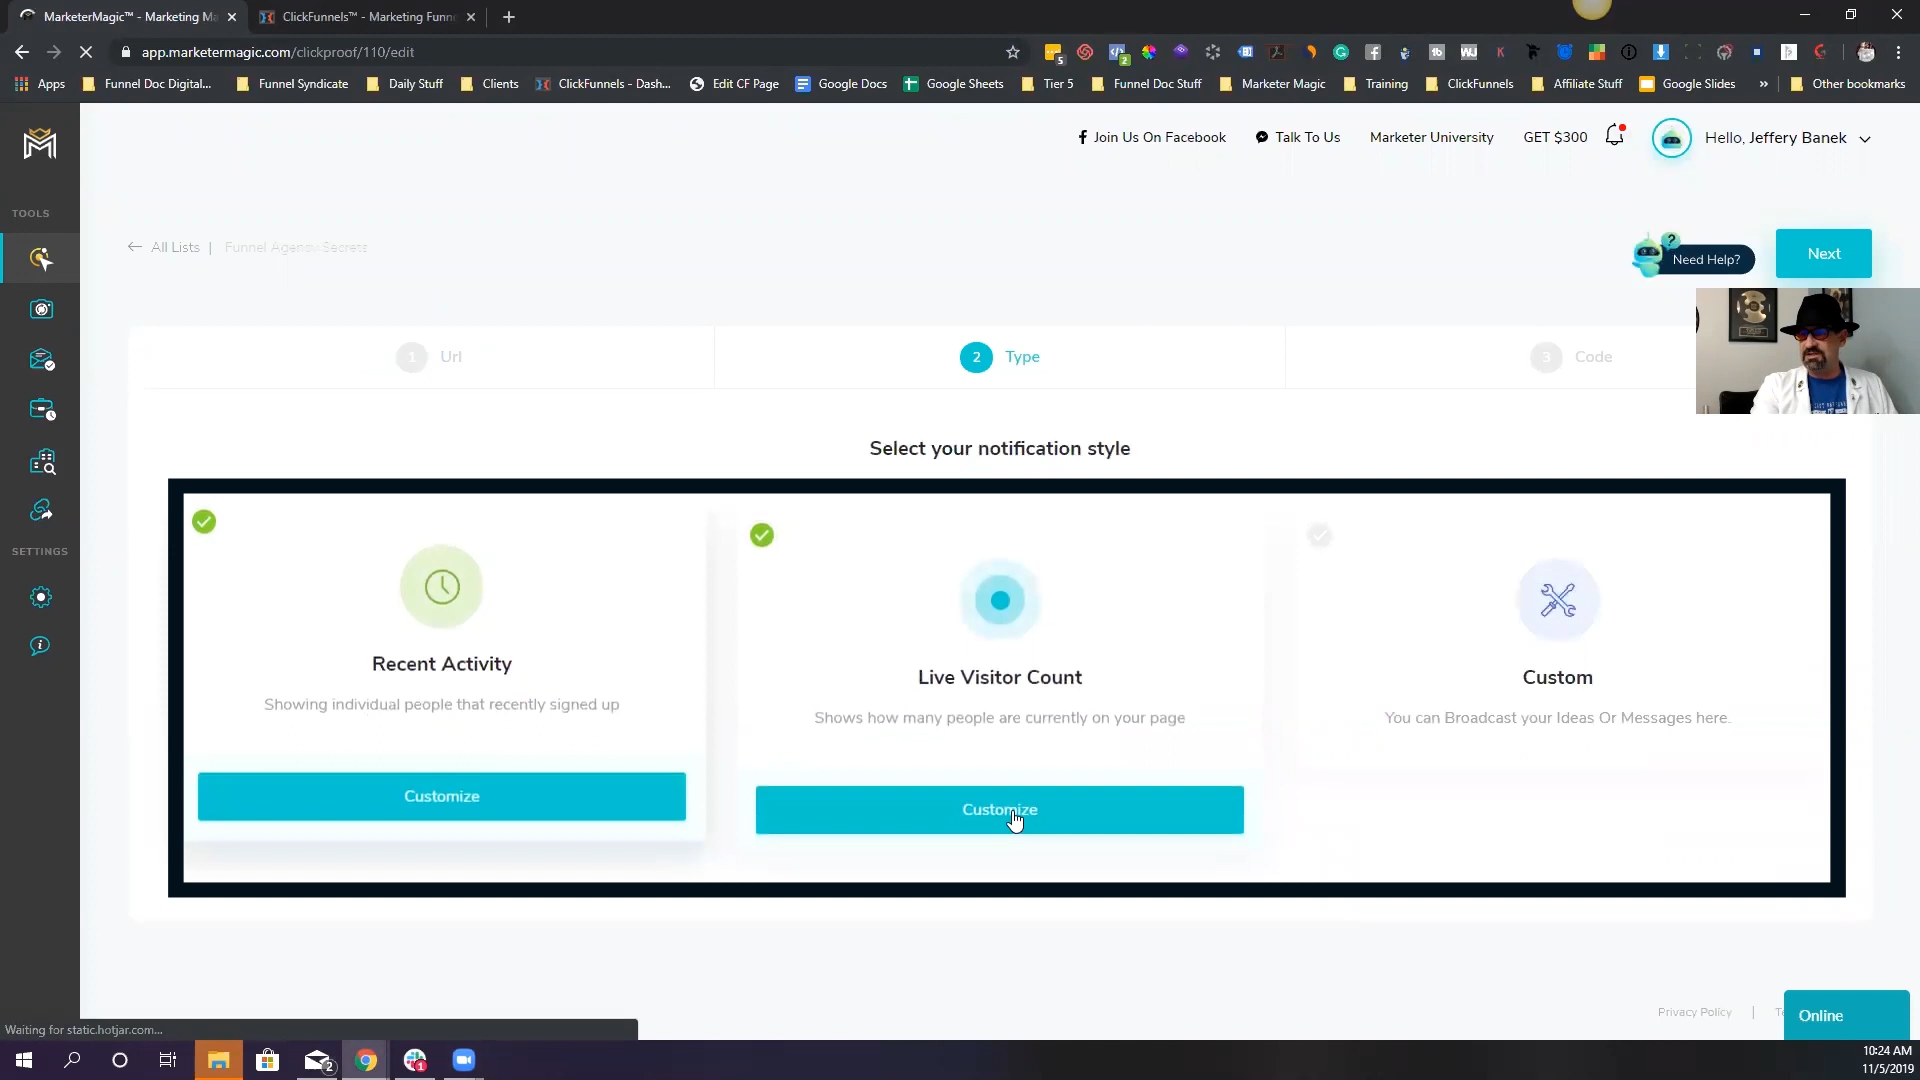 MarketerMagic™ - Marketing Ma
ClickFunnels™ - Marketing Funn
app.marketermagic.com/clickproof/110/edit
Apps
Funnel Doc Digital...
Funnel Syndicate
Daily Stuff
Clients
ClickFunnels - Dash...
Edit CF Page
Google Docs
Google Sheets
Tier 5
Funnel Doc Stuff
Marketer Magic
Training
ClickFunnels
Affiliate Stuff
Google Slides
»
Other bookmarks
Join Us On Facebook
Talk To Us
Marketer University
GET $300
Hello, Jeffery Banek
TOOLS
All Lists | Funnel Agency Secrets
? Need Help?
Next
1 Url
2 Type
3 Code
Select your notification style
Recent Activity
Showing individual people that recently signed up
Customize
Live Visitor Count
Shows how many people are currently on your page
Customize
Custom
You can Broadcast your Ideas Or Messages here.
SETTINGS
Privacy Policy |
Online
Waiting for static.hotjar.com...
10:24 AM
11/5/2019